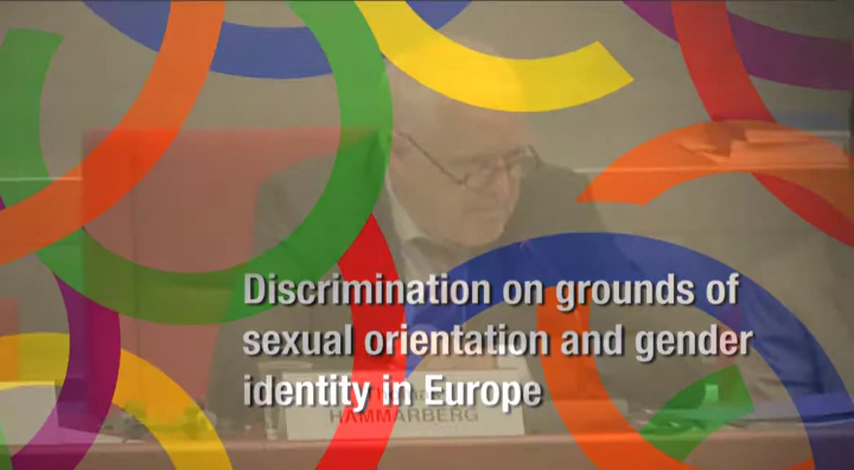 Discrimination on grounds of
sexual orientation and gender
identity in Europe
HAMMARBERG